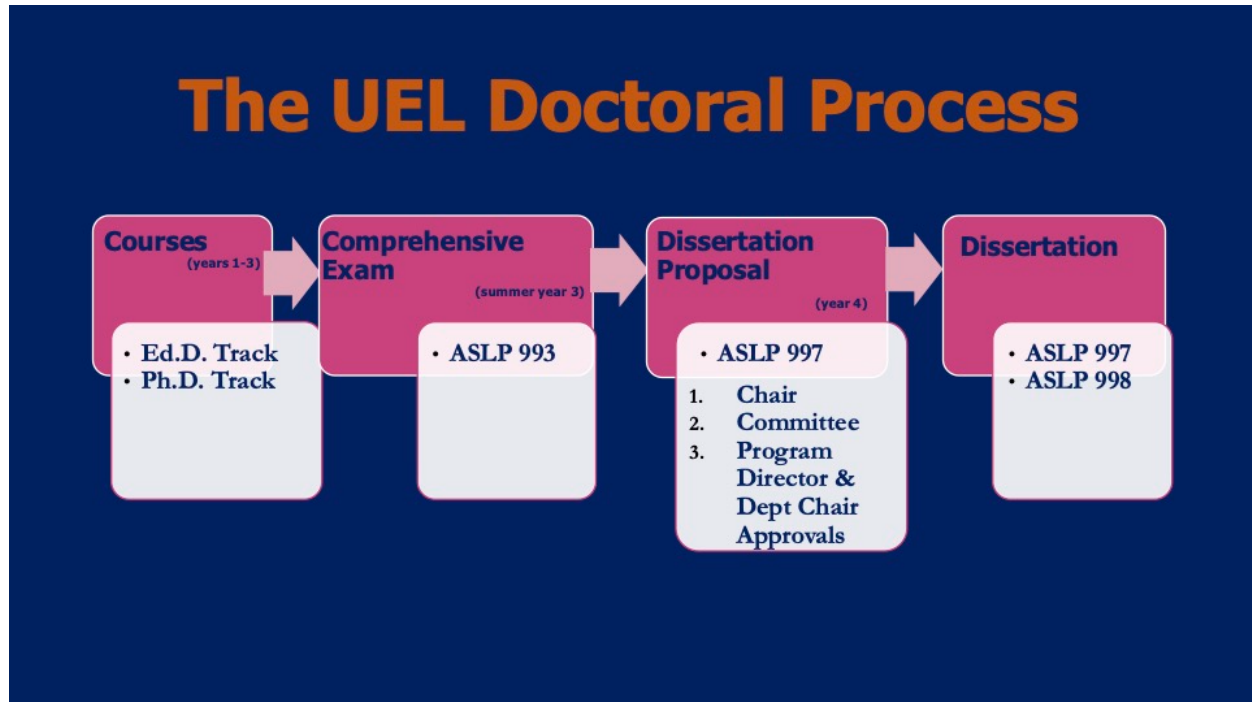 The UEL Doctoral Process
Courses
(years 1-3)
• Ed.D. Track
• Ph.D. Track
Comprehensive
Exam
(summer year 3)
• ASLP 993
Dissertation
Proposal
(year 4)
• ASLP 997
1. Chair
2. Committee
3. Program
Director &
Dept Chair
Approvals
Dissertation
• ASLP 997
• ASLP 998